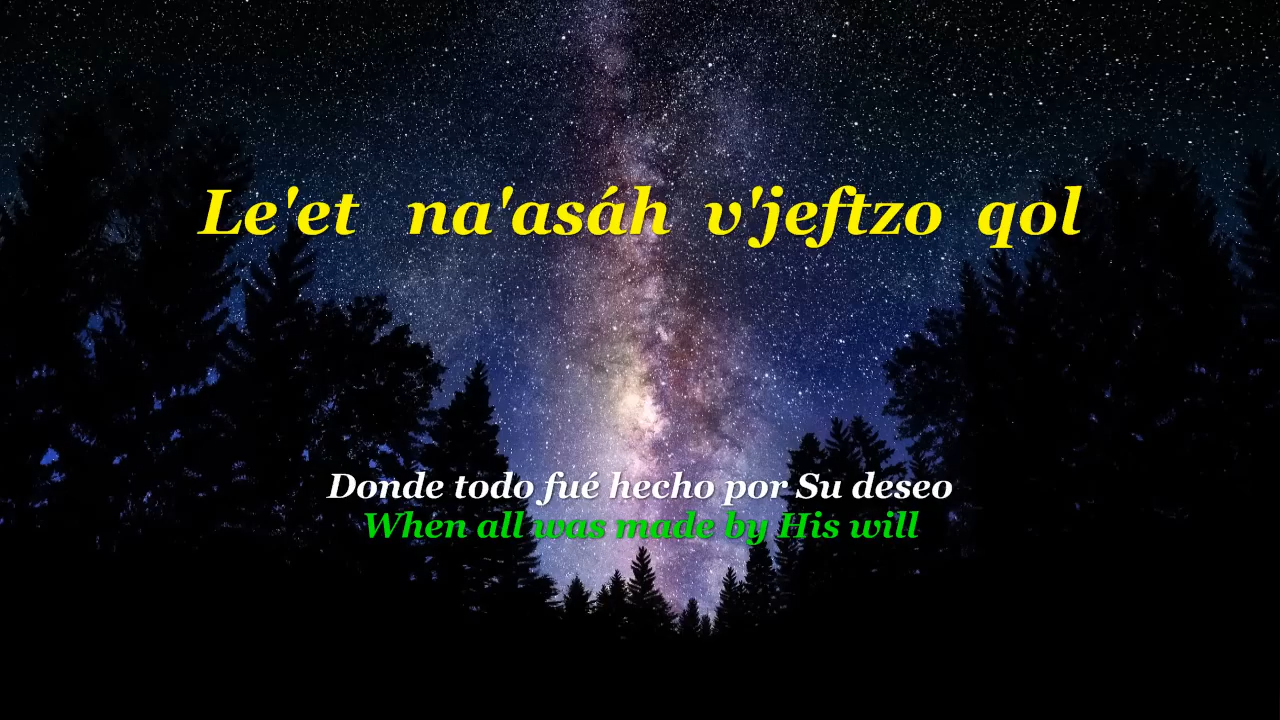 Le'et na'asáh v'jeftzo qol
Donde todo fué hecho por Su deseo
When all was made by His will